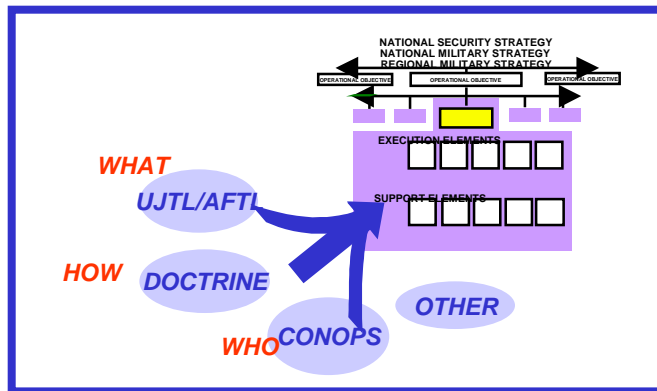 NATIONAL SECURITY STRATEGY
NATIONAL MILITARY STRATEGY
REGIONAL MILITARY STRATEGY
OPERATIONAL OBJECTIVE
OPERATIONAL OBJECTIVE
OPERATIONAL OBJECTIVE
EXECUTION ELEMENTS
SUPPORT ELEMENTS
WHAT
UJTL/AFTL
HOW
DOCTRINE
WHO
CONOPS
OTHER